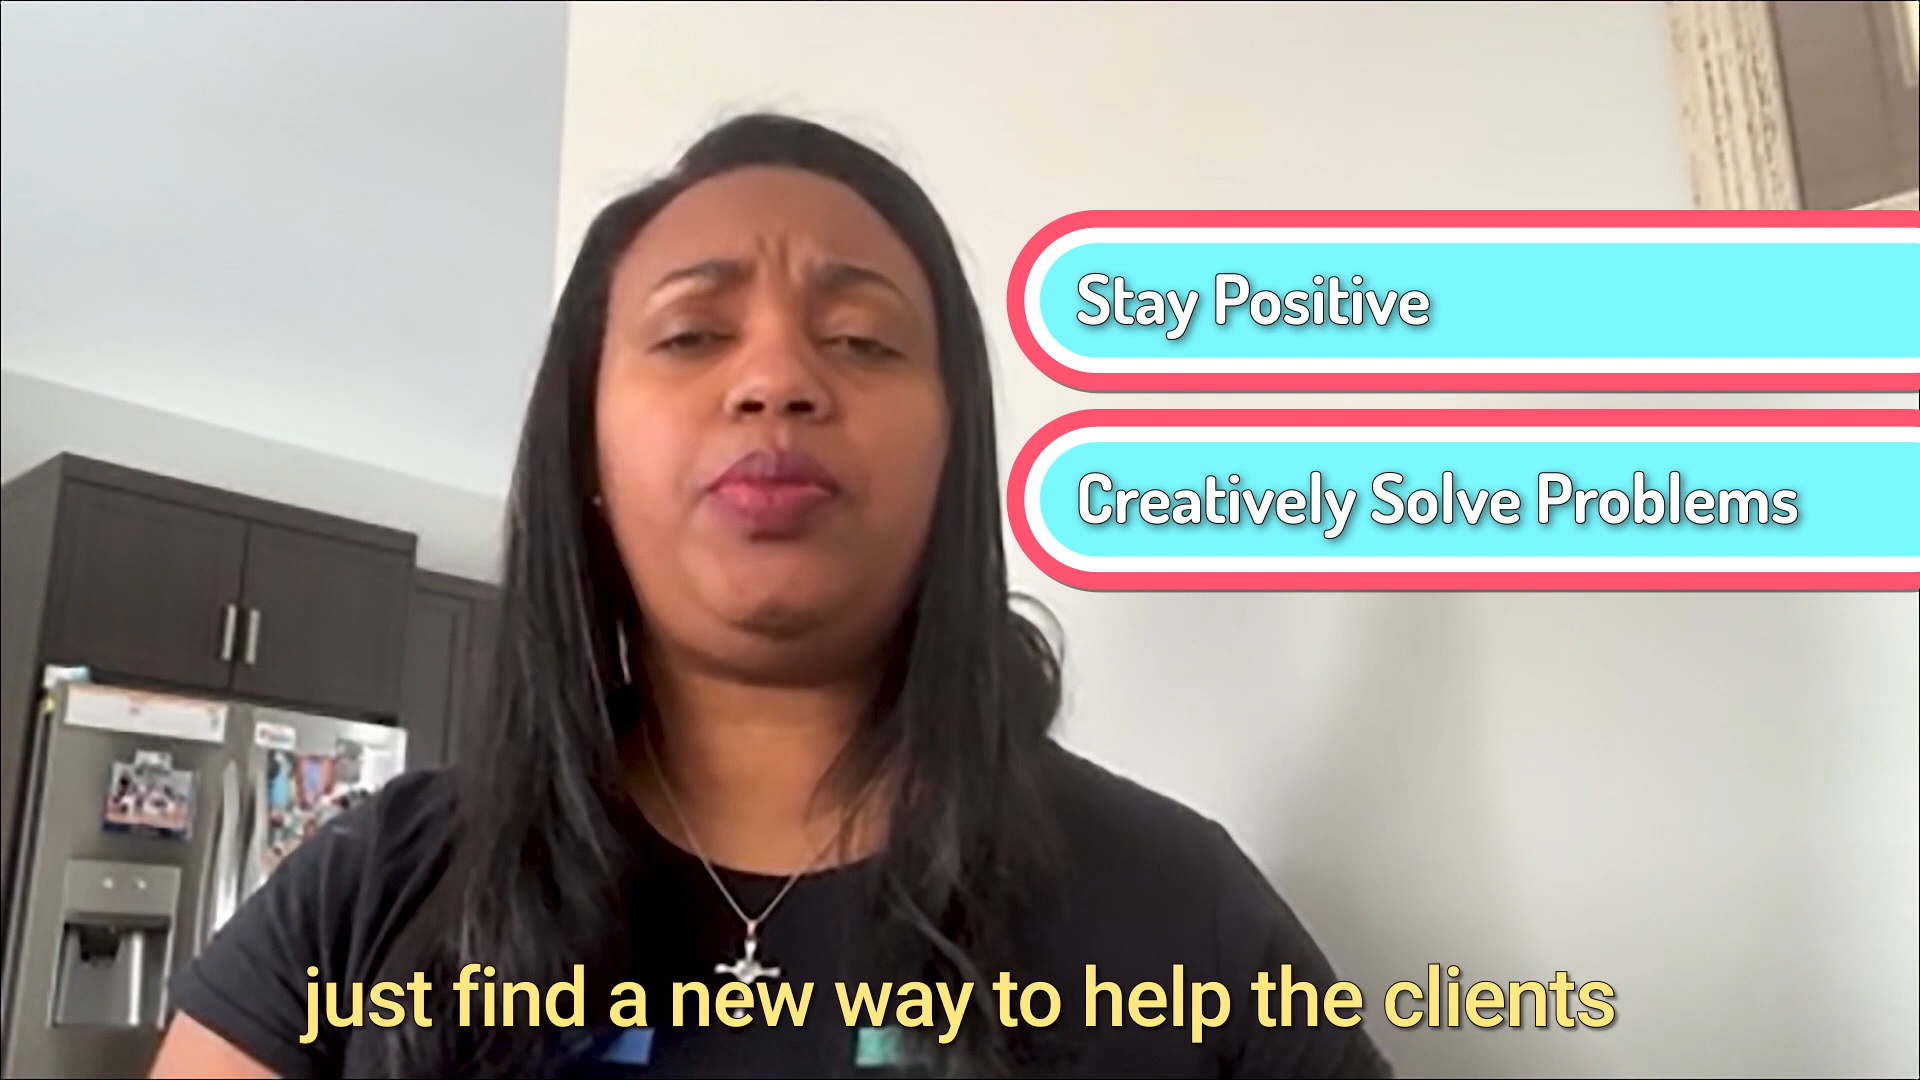 Stay Positive
Creatively Solve Problems
just find a new way to help the clients